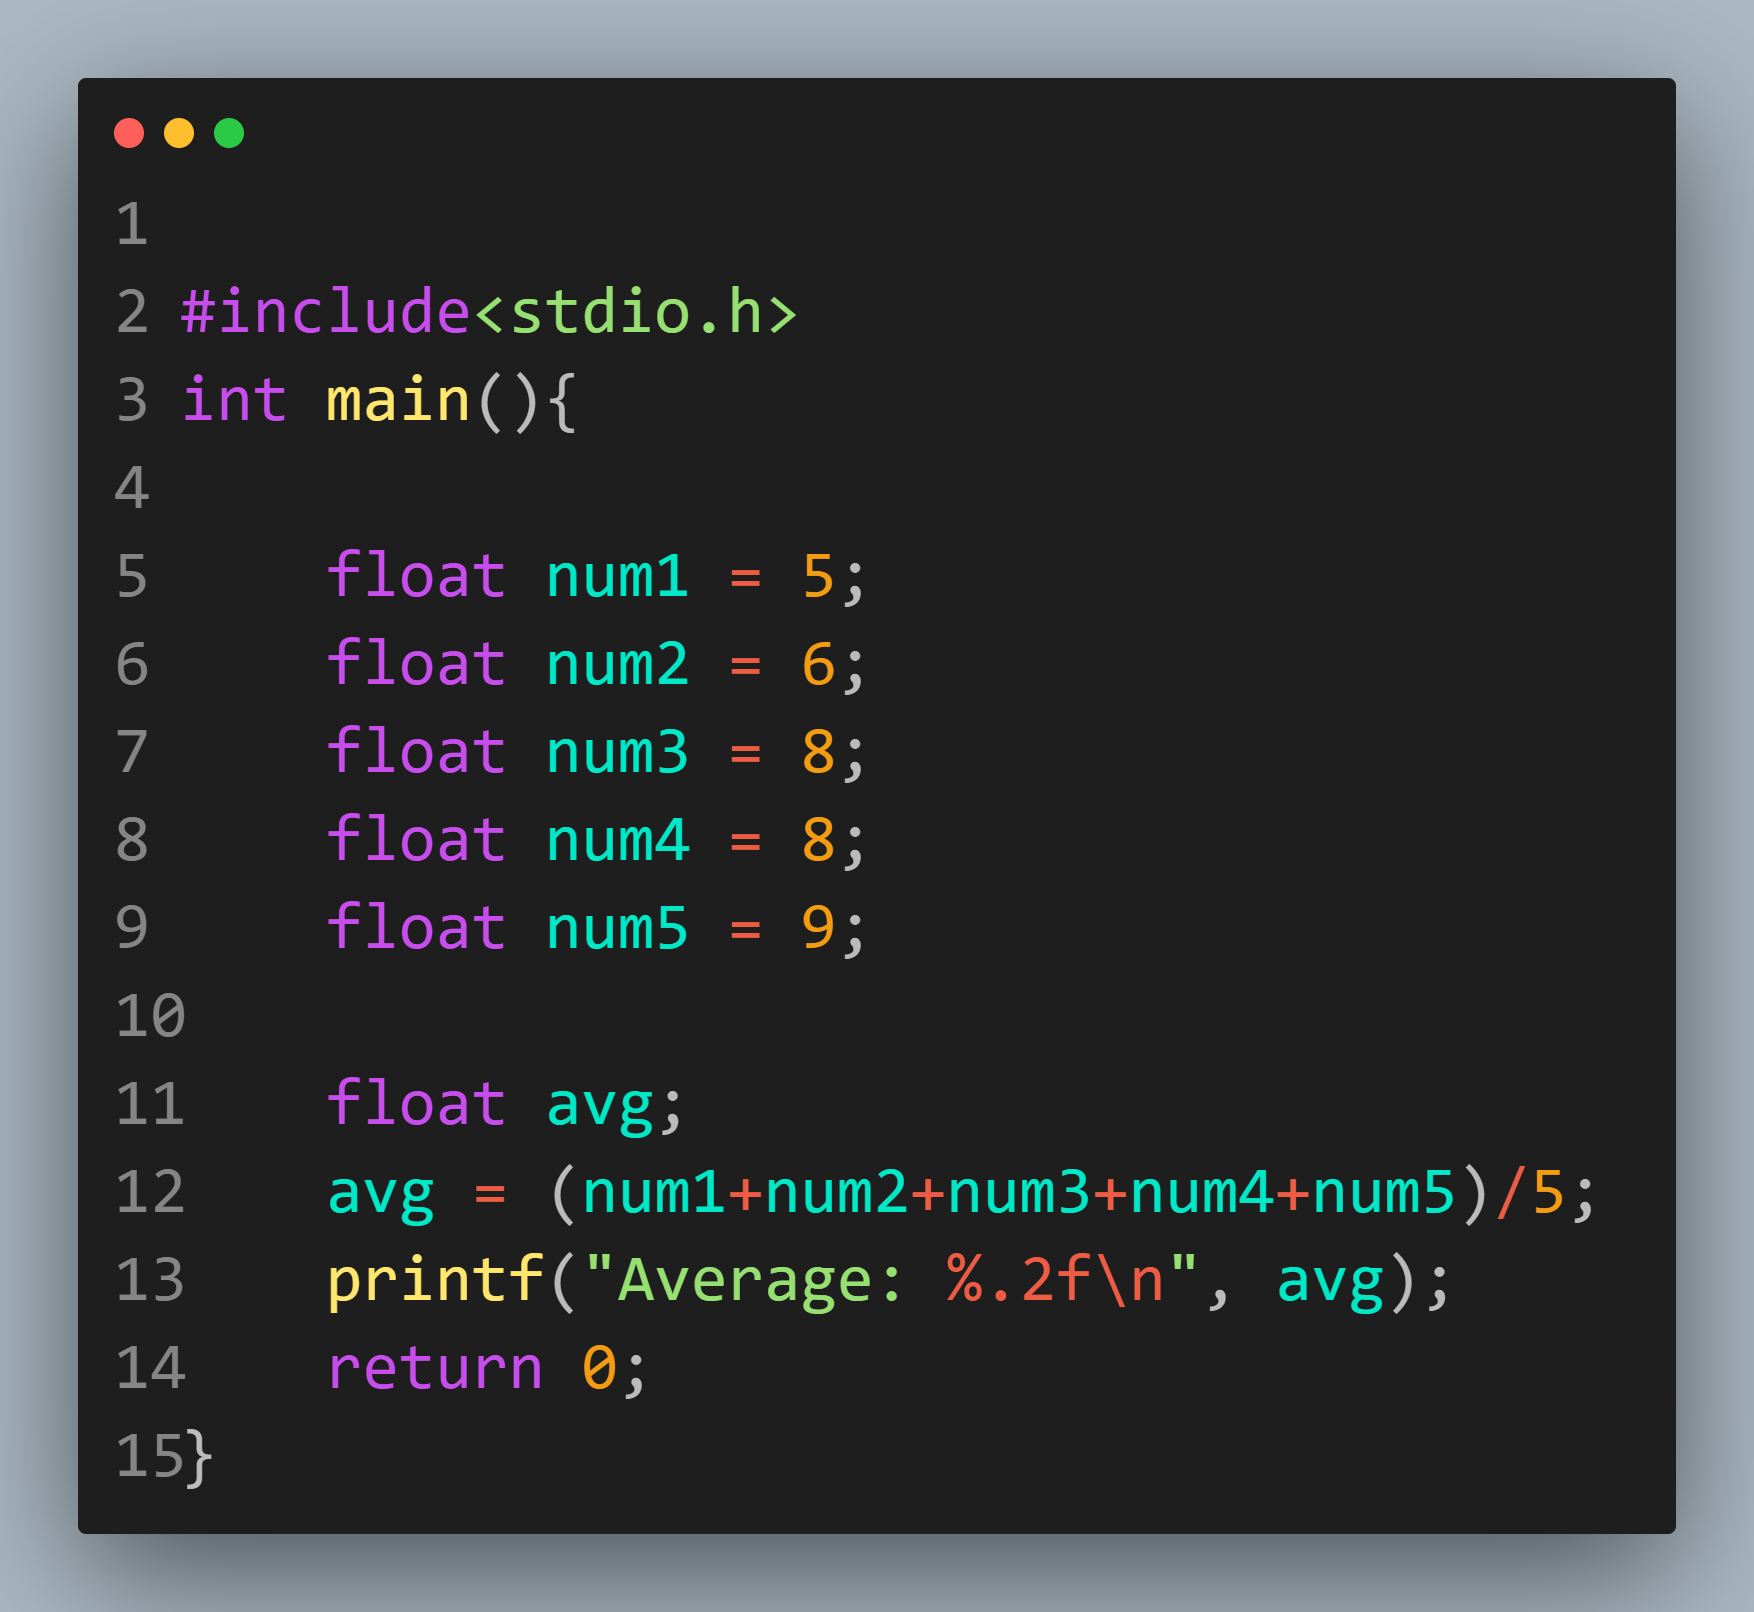 1
2 #include<stdio.h>
3 int main(){
4
5     float num1 = 5;
6     float num2 = 6;
7     float num3 = 8;
8     float num4 = 8;
9     float num5 = 9;
10
11    float avg;
12    avg = (num1+num2+num3+num4+num5)/5;
13    printf("Average: %.2f\n", avg);
14    return 0;
15}